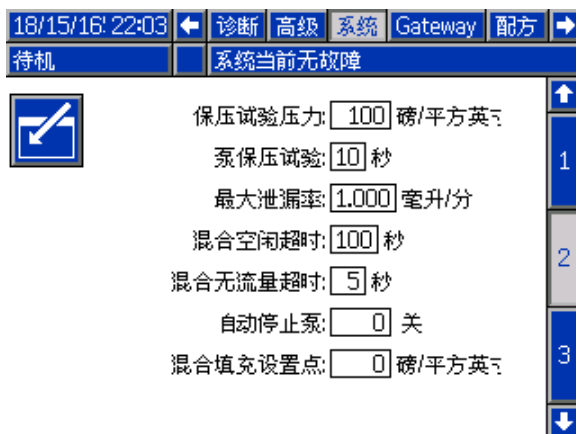 18/15/16! 22:03 诊断 高级 系统 Gateway 配方
待机 系统当前无故障
保压试验压力: 100 磅/平方英寸
泵保压试验: 10 秒
1
最大泄漏率: 1.000 毫升/分
混合空闲超时: 100 秒
2
混合无流量超时: 5 秒
自动停止泵: 0 关
混合填充设置点: 0 磅/平方英寸
3